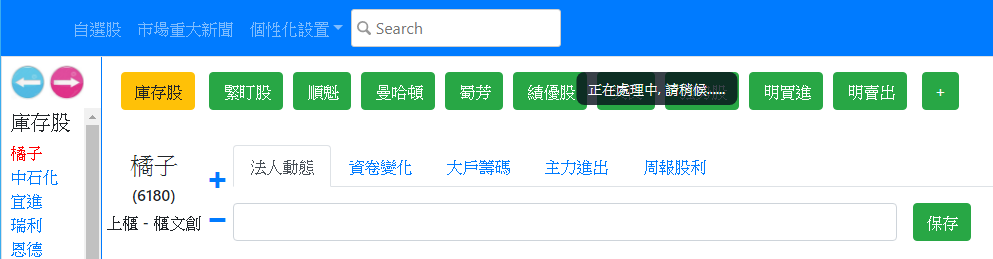 自選股 市場重大新聞 個性化設置 Search
庫存股 緊盯股 順魁 曼哈頓 蜀芳 績優股 正在處理中, 請稍候...... 明買進 明賣出 +
庫存股
橘子
中石化
宜進
瑞利
恩德
橘子
(6180)
上櫃 - 櫃文創
+
−
法人動態 資卷變化 大戶籌碼 主力進出 周報股利
保存